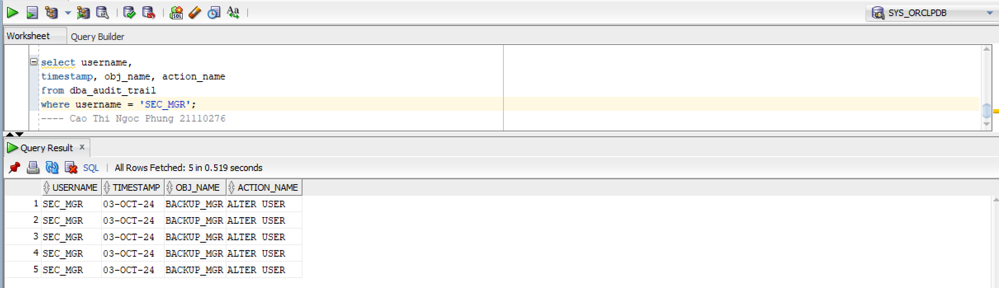 SYS_ORCLPDB
Worksheet Query Builder
select username,
timestamp, obj_name, action_name
from dba_audit_trail
where username = 'SEC_MGR';
---- Cao Thi Ngoc Phung 21110276
Query Result x
SQL | All Rows Fetched: 5 in 0.519 seconds
USERNAME TIMESTAMP OBJ_NAME ACTION_NAME
1 SEC_MGR 03-OCT-24 BACKUP_MGR ALTER USER
2 SEC_MGR 03-OCT-24 BACKUP_MGR ALTER USER
3 SEC_MGR 03-OCT-24 BACKUP_MGR ALTER USER
4 SEC_MGR 03-OCT-24 BACKUP_MGR ALTER USER
5 SEC_MGR 03-OCT-24 BACKUP_MGR ALTER USER